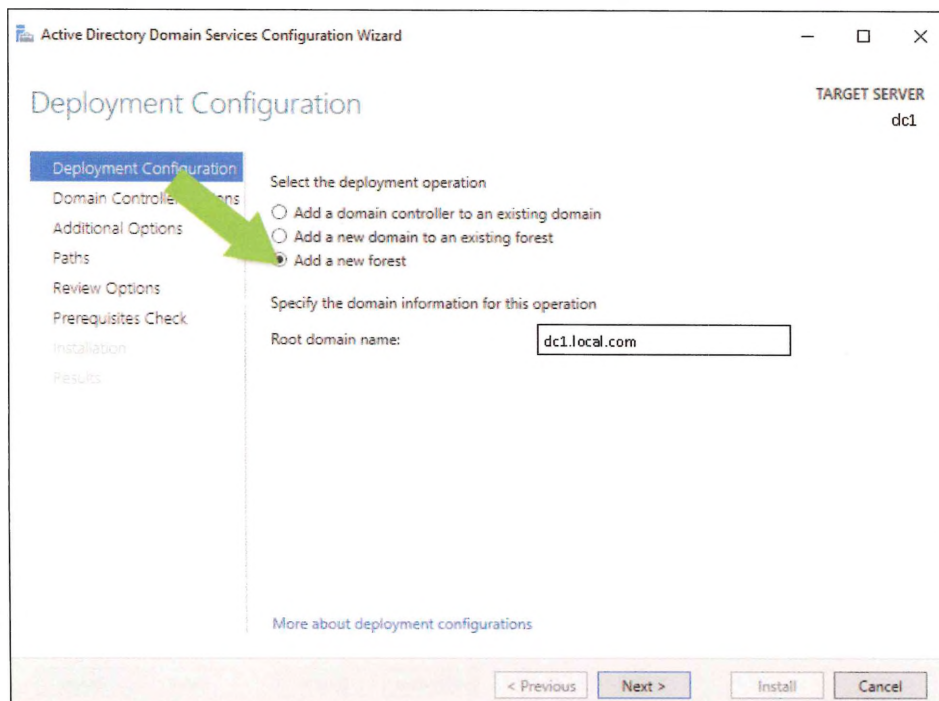 Active Directory Domain Services Configuration Wizard
Deployment Configuration
TARGET SERVER
dc1
Deployment Configuration
Domain Controller
Additional Options
Paths
Review Options
Prerequisites Check
Installation
Results
Select the deployment operation
Add a domain controller to an existing domain
Add a new domain to an existing forest
Add a new forest
Specify the domain information for this operation
Root domain name:
dc1.local.com
More about deployment configurations
< Previous
Next >
Install
Cancel